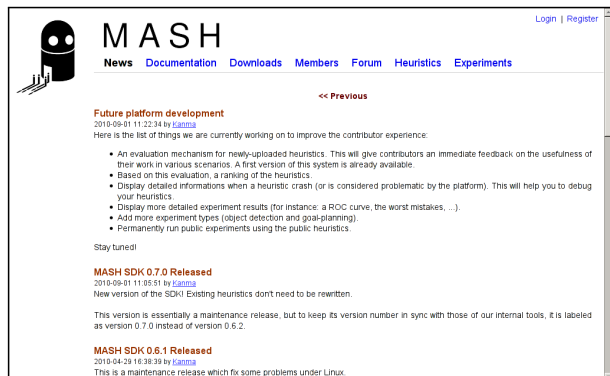 Login | Register
MASH
News Documentation Downloads Members Forum Heuristics Experiments
<< Previous
Future platform development
2010-09-01 11:22:34 by Kanma
Here is the list of things we are currently working on to improve the contributor experience:
• An evaluation mechanism for newly-uploaded heuristics. This will give contributors an immediate feedback on the usefulness of
their work in various scenarios. A first version of this system is already available.
• Based on this evaluation, a ranking of the heuristics.
• Display detailed informations when a heuristic crash (or is considered problematic by the platform). This will help you to debug
your heuristics.
• Display more detailed experiment results (for instance: a ROC curve, the worst mistakes, ...).
• Add more experiment types (object detection and goal-planning).
• Permanently run public experiments using the public heuristics.
Stay tuned!
MASH SDK 0.7.0 Released
2010-09-01 11:05:51 by Kanma
New version of the SDK! Existing heuristics don't need to be rewritten.
This version is essentially a maintenance release, but to keep its version number in sync with those of our internal tools, it is labeled
as version 0.7.0 instead of version 0.6.2.
MASH SDK 0.6.1 Released
2010-04-29 16:38:39 by Kanma
This is a maintenance release which fix some problems under Linux.